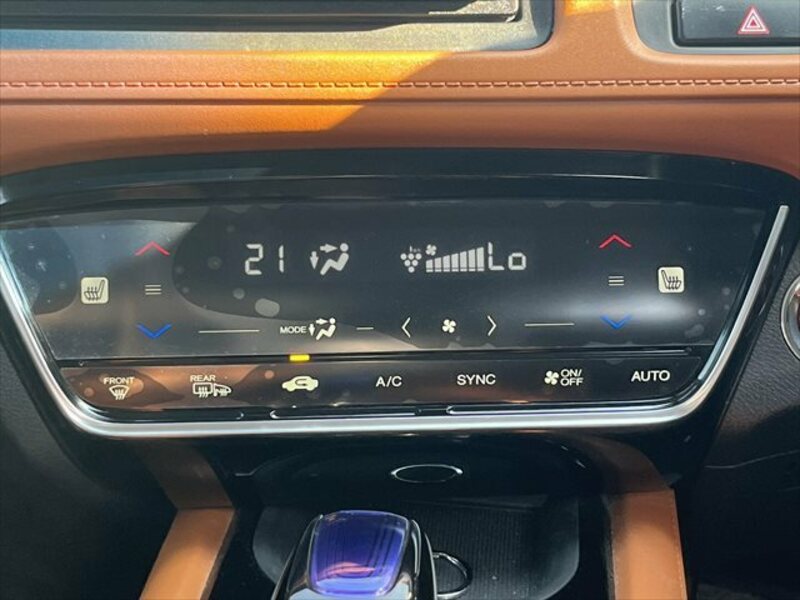 21 Lo
MODE
FRONT
REAR
A/C
SYNC
ON/
OFF
AUTO